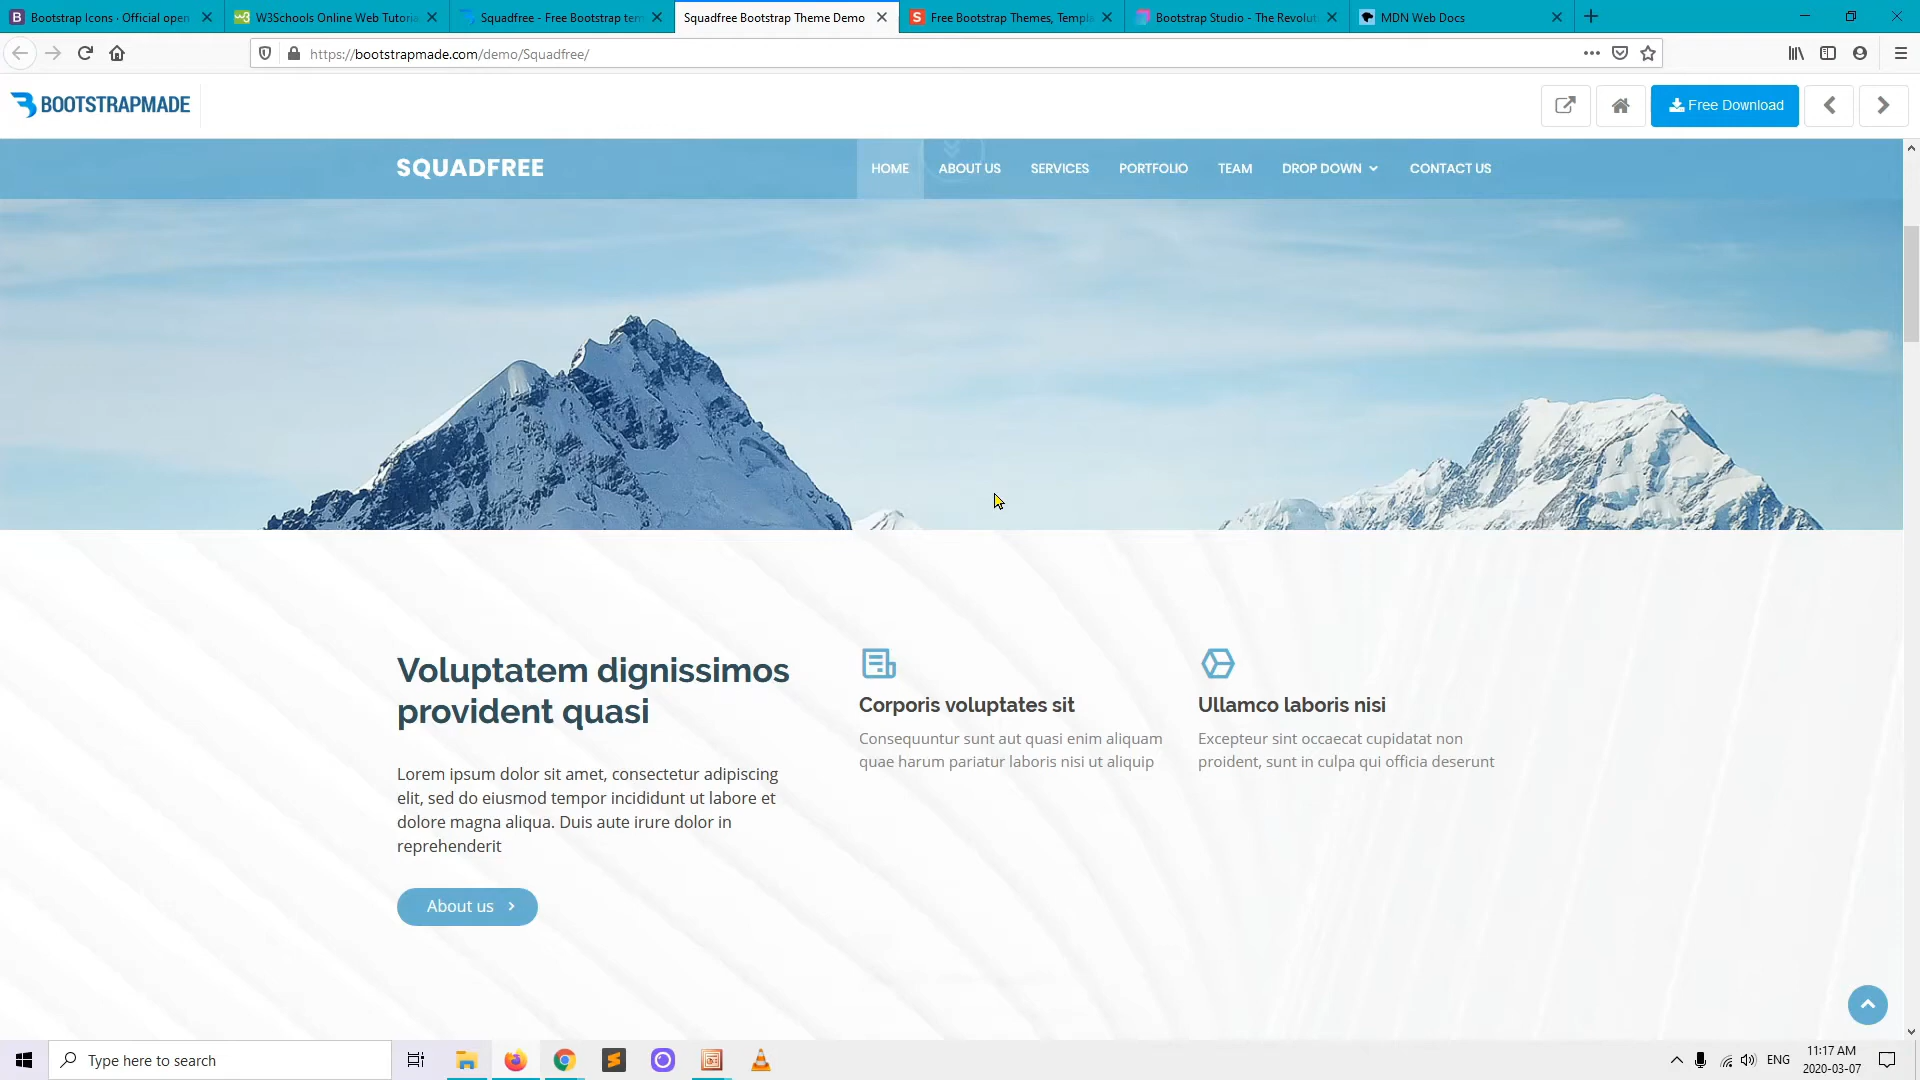 Bootstrap Icons · Official open
W3Schools Online Web Tutoria
Squadfree - Free Bootstrap tem
Squadfree Bootstrap Theme Demo
Free Bootstrap Themes, Templa
Bootstrap Studio - The Revolut
MDN Web Docs
https://bootstrapmade.com/demo/Squadfree/
BOOTSTRAPMADE
Free Download
SQUADFREE
HOME ABOUT US SERVICES PORTFOLIO TEAM DROP DOWN CONTACT US
Voluptatem dignissimos
provident quasi
Lorem ipsum dolor sit amet, consectetur adipiscing
elit, sed do eiusmod tempor incididunt ut labore et
dolore magna aliqua. Duis aute irure dolor in
reprehenderit
About us
Corporis voluptates sit
Consequuntur sunt aut quasi enim aliquam
quae harum pariatur laboris nisi ut aliquip
Ullamco laboris nisi
Excepteur sint occaecat cupidatat non
proident, sunt in culpa qui officia deserunt
Type here to search
ENG
11:17 AM
2020-03-07